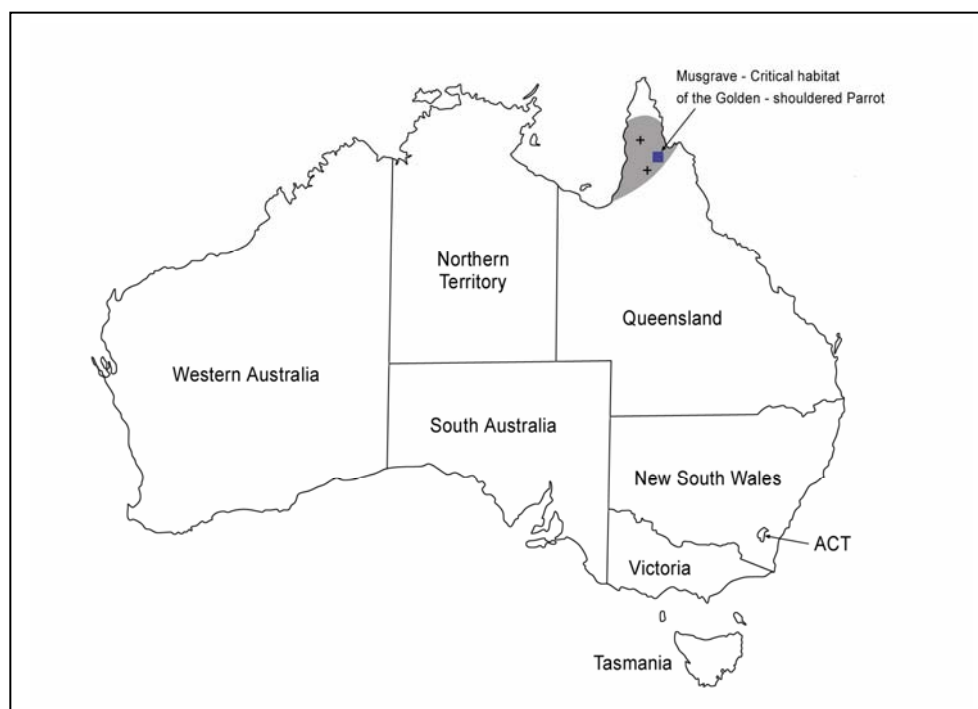 Musgrave - Critical habitat
of the Golden - shouldered Parrot
Northern
Territory
Queensland
Western Australia
South Australia
New South Wales
ACT
Victoria
Tasmania